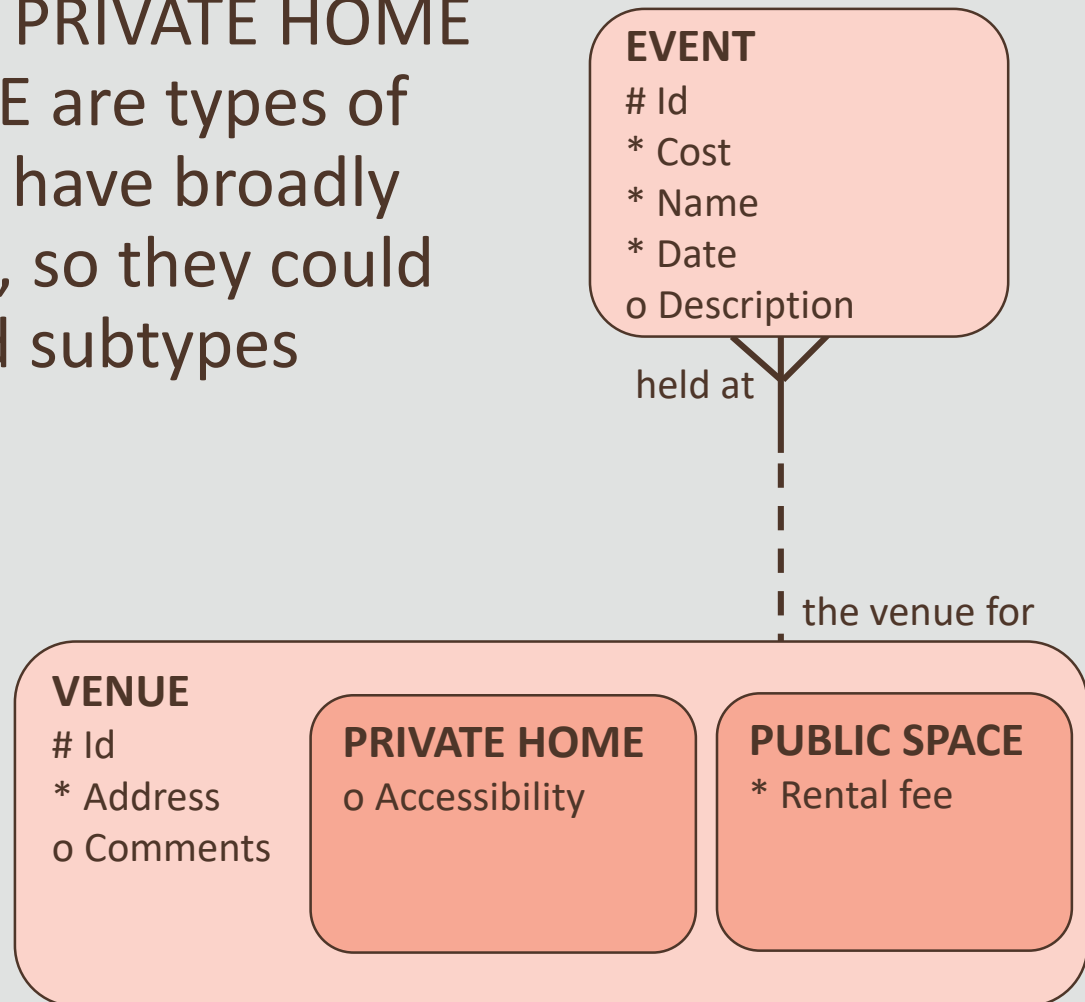 PRIVATE HOME
E are types of
have broadly
, so they could
d subtypes
EVENT
# Id
* Cost
* Name
* Date
o Description
held at
the venue for
VENUE
# Id
* Address
o Comments
PRIVATE HOME
o Accessibility
PUBLIC SPACE
* Rental fee